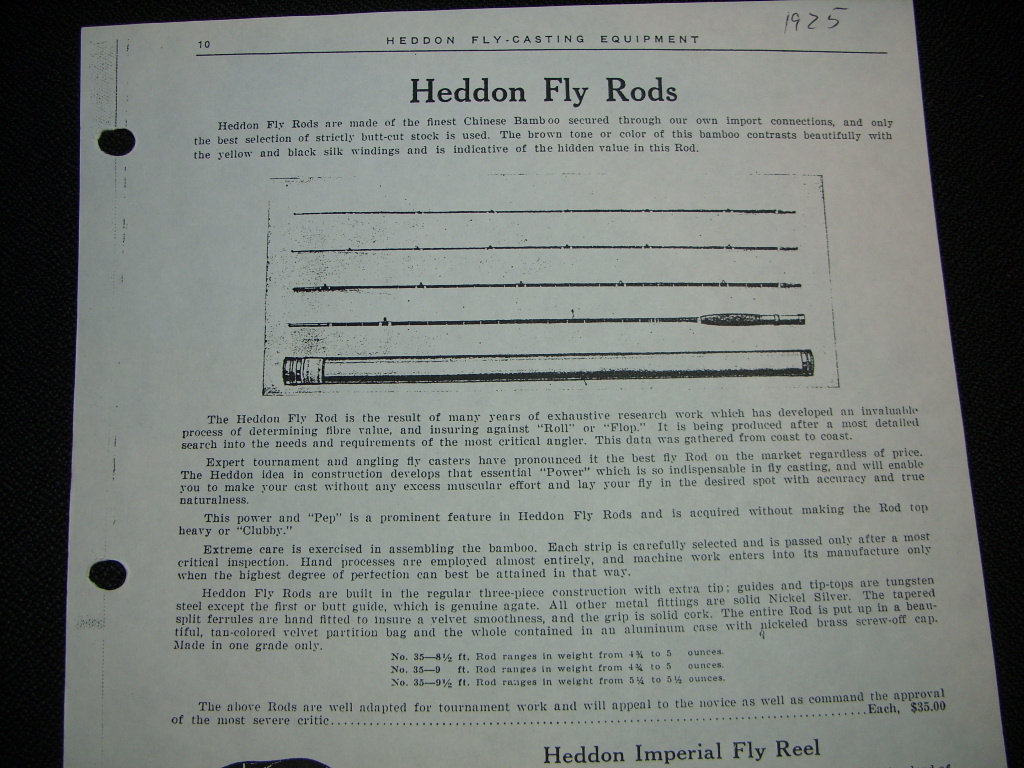 1925
10
HEDDON FLY-CASTING EQUIPMENT
Heddon Fly Rods
Heddon Fly Rods are made of the finest Chinese Bamboo secured through our own import connections, and only
the best selection of strictly butt-cut stock is used. The brown tone or color of this bamboo contrasts beautifully with
the yellow and black silk windings and is indicative of the hidden value in this Rod.
The Heddon Fly Rod is the result of many years of exhaustive research work which has developed an invaluable
process of determining fibre value, and insuring against "Roll" or "Flop." It is being produced after a most detailed
search into the needs and requirements of the most critical angler. This data was gathered from coast to coast.
Expert tournament and angling fly casters have pronounced it the best fly Rod on the market regardless of price.
The Heddon idea in construction develops that essential "Power" which is so indispensable in fly casting, and will enable
you to make your cast without any excess muscular effort and lay your fly in the desired spot with accuracy and true
naturalness.
This power and "Pep" is a prominent feature in Heddon Fly Rods and is acquired without making the Rod top
heavy or "Clubby."
Extreme care is exercised in assembling the bamboo. Each strip is carefully selected and is passed only after a most
critical inspection. Hand processes are employed almost entirely, and machine work enters into its manufacture only
when the highest degree of perfection can best be attained in that way.
Heddon Fly Rods are built in the regular three-piece construction with extra tip; guides and tip-tops are tungsten
steel except the first or butt guide, which is genuine agate. All other metal fittings are solid Nickel Silver. The tapered
split ferrules are hand fitted to insure a velvet smoothness, and the grip is solid cork. The entire Rod is put up in a beau-
tiful, tan-colored velvet partition bag and the whole contained in an aluminum case with nickeled brass screw-off cap.
Made in one grade only.
No. 35—8½ ft. Rod ranges in weight from 4¾ to 5 ounces.
No. 35—9 ft. Rod ranges in weight from 4¾ to 5 ounces.
No. 35—9½ ft. Rod ranges in weight from 5¼ to 5½ ounces.
The above Rods are well adapted for tournament work and will appeal to the novice as well as command the approval
of the most severe critic................................................................Each, $35.00
Heddon Imperial Fly Reel